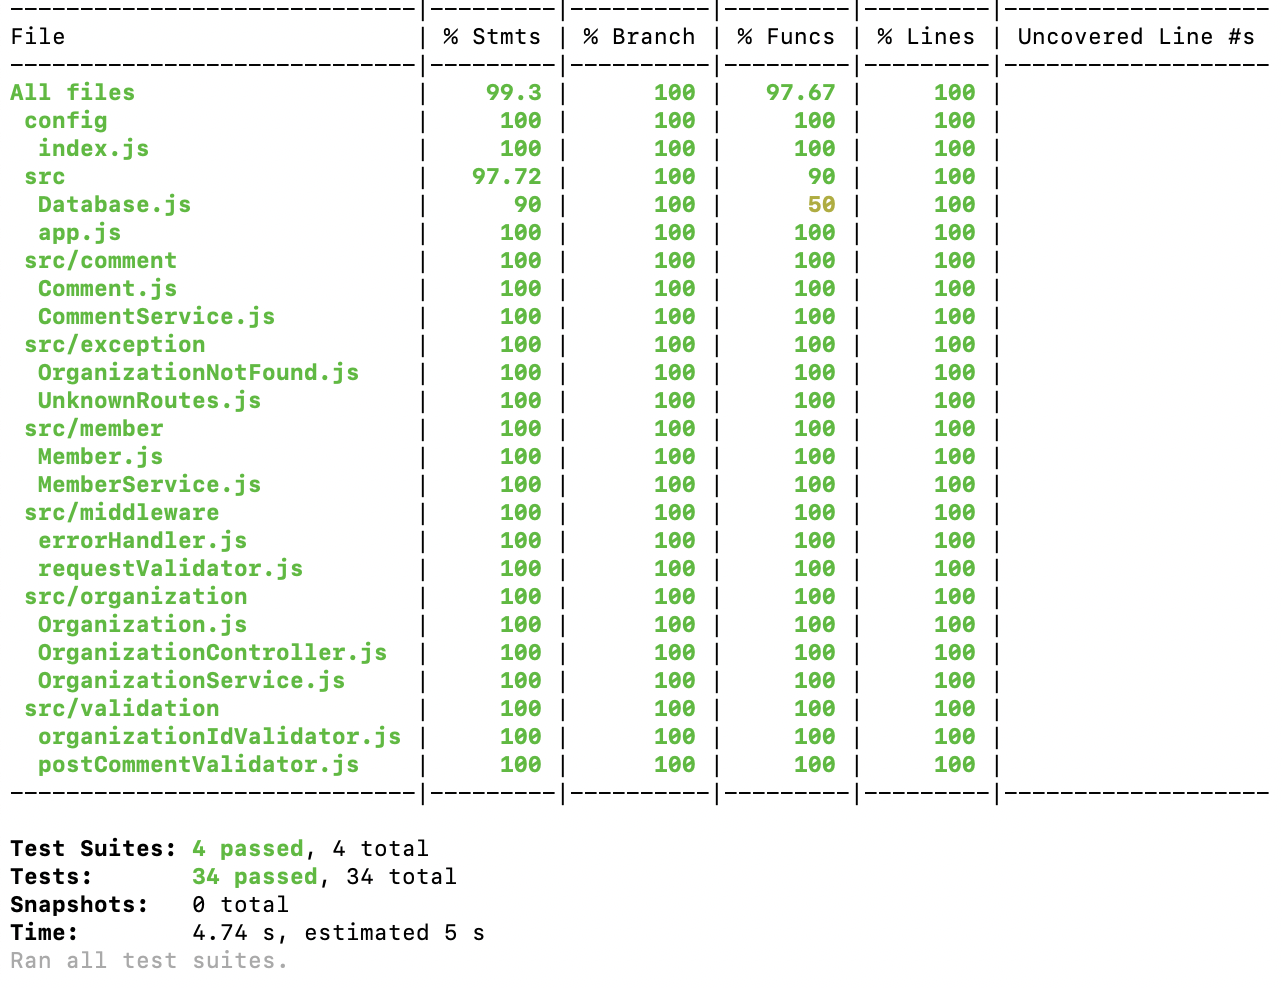 -----------------------------|---------|----------|---------|---------|-------------------
File                         | % Stmts | % Branch | % Funcs | % Lines | Uncovered Line #s
-----------------------------|---------|----------|---------|---------|-------------------
All files                    |    99.3 |      100 |   97.67 |     100 |
 config                      |     100 |      100 |     100 |     100 |
  index.js                   |     100 |      100 |     100 |     100 |
 src                         |   97.72 |      100 |      90 |     100 |
  Database.js                |      90 |      100 |      50 |     100 |
  app.js                     |     100 |      100 |     100 |     100 |
 src/comment                 |     100 |      100 |     100 |     100 |
  Comment.js                 |     100 |      100 |     100 |     100 |
  CommentService.js          |     100 |      100 |     100 |     100 |
 src/exception               |     100 |      100 |     100 |     100 |
  OrganizationNotFound.js    |     100 |      100 |     100 |     100 |
  UnknownRoutes.js           |     100 |      100 |     100 |     100 |
 src/member                  |     100 |      100 |     100 |     100 |
  Member.js                  |     100 |      100 |     100 |     100 |
  MemberService.js           |     100 |      100 |     100 |     100 |
 src/middleware              |     100 |      100 |     100 |     100 |
  errorHandler.js            |     100 |      100 |     100 |     100 |
  requestValidator.js        |     100 |      100 |     100 |     100 |
 src/organization            |     100 |      100 |     100 |     100 |
  Organization.js            |     100 |      100 |     100 |     100 |
  OrganizationController.js  |     100 |      100 |     100 |     100 |
  OrganizationService.js     |     100 |      100 |     100 |     100 |
 src/validation              |     100 |      100 |     100 |     100 |
  organizationIdValidator.js |     100 |      100 |     100 |     100 |
  postCommentValidator.js    |     100 |      100 |     100 |     100 |
-----------------------------|---------|----------|---------|---------|-------------------
Test Suites: 4 passed, 4 total
Tests:       34 passed, 34 total
Snapshots:   0 total
Time:        4.74 s, estimated 5 s
Ran all test suites.